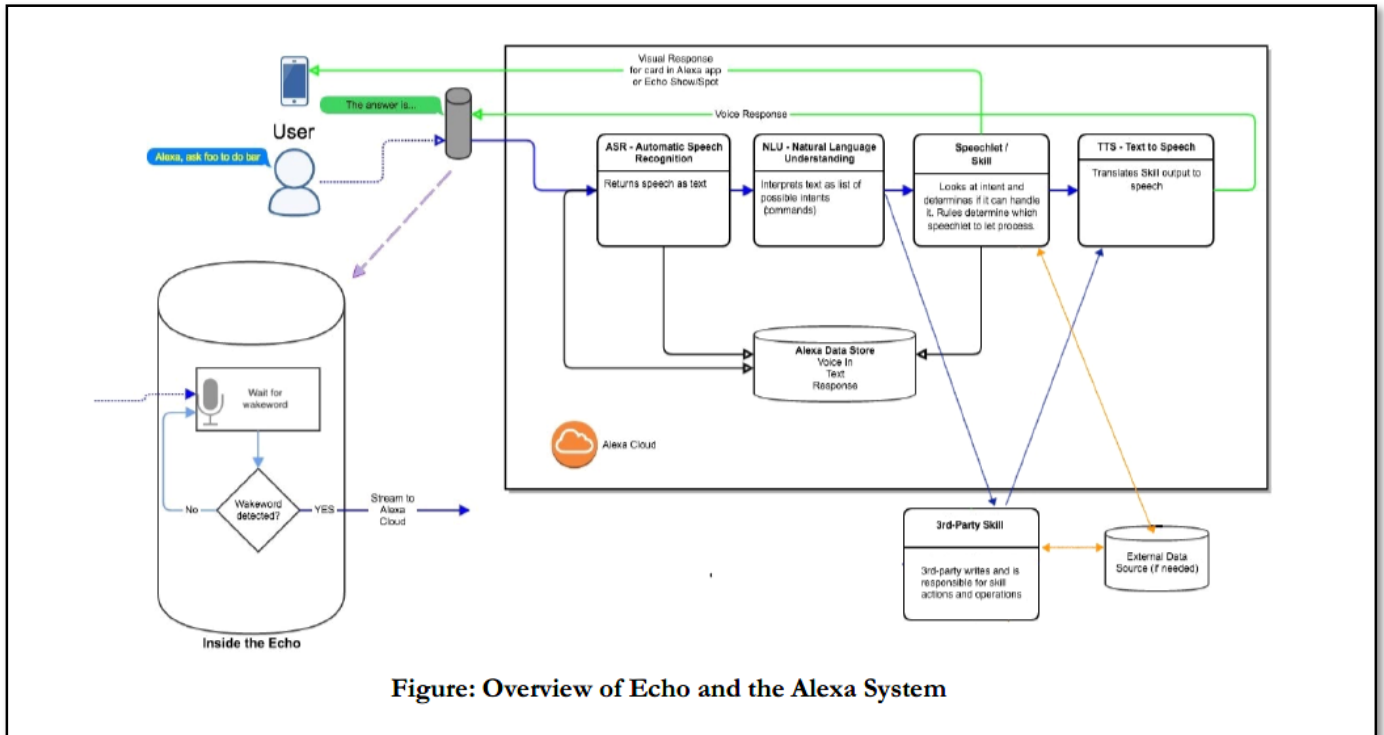 Visual Response
for card in Alexa app
or Echo Show/Spot
The answer is...
Voice Response
User
Alexa, ask foo to do bar
ASR - Automatic Speech
Recognition
Returns speech as text
NLU - Natural Language
Understanding
Interprets text as list of
possible intents
(commands)
Speechlet /
Skill
Looks at intent and
determines if it can handle
it. Rules determine which
speechlet to let process.
TTS - Text to Speech
Translates Skill output to
speech
Alexa Data Store
Voice In
Text
Response
Alexa Cloud
Wait for
wakeword
Wakeword
detected?
No
YES
Stream to
Alexa
Cloud
Inside the Echo
3rd-Party Skill
3rd-party writes and is
responsible for skill
actions and operations
External Data
Source (if needed)
Figure: Overview of Echo and the Alexa System